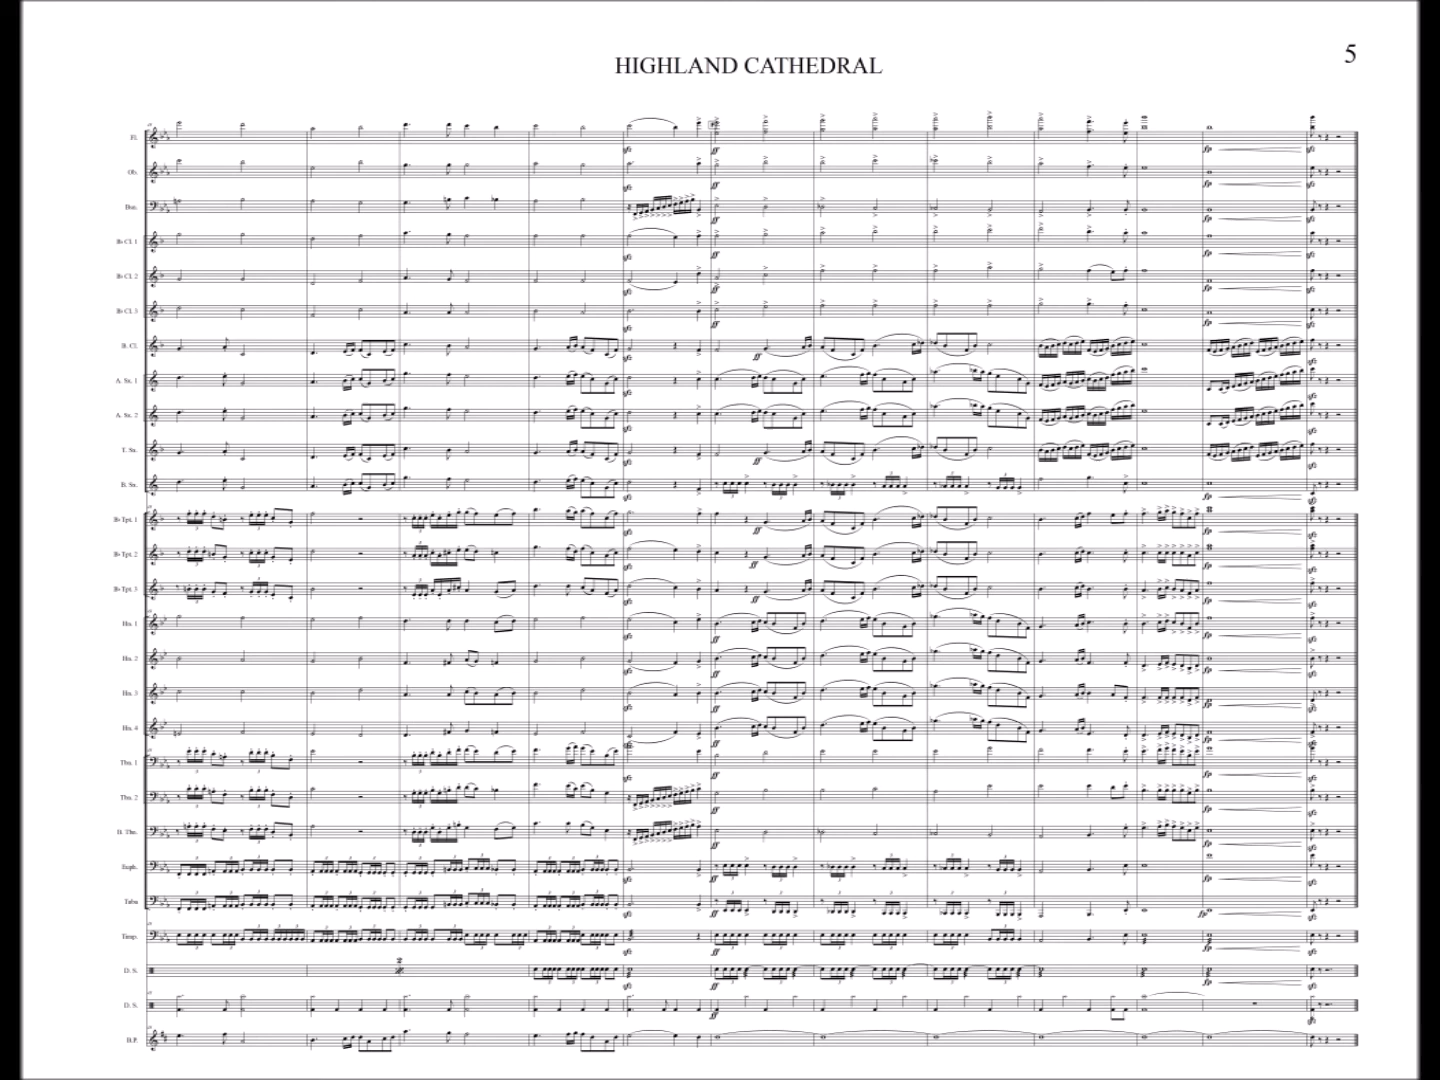 5
HIGHLAND CATHEDRAL
Fl.
Ob.
Bsn.
B♭ Cl. 1
B♭ Cl. 2
B♭ Cl. 3
B. Cl.
A. Sx. 1
A. Sx. 2
T. Sx.
B. Sx.
B♭ Tpt. 1
B♭ Tpt. 2
B♭ Tpt. 3
Hn. 1
Hn. 2
Hn. 3
Hn. 4
Tbn. 1
Tbn. 2
B. Tbn.
Euph.
Tuba
Timp.
D. S.
D. S.
B.P.